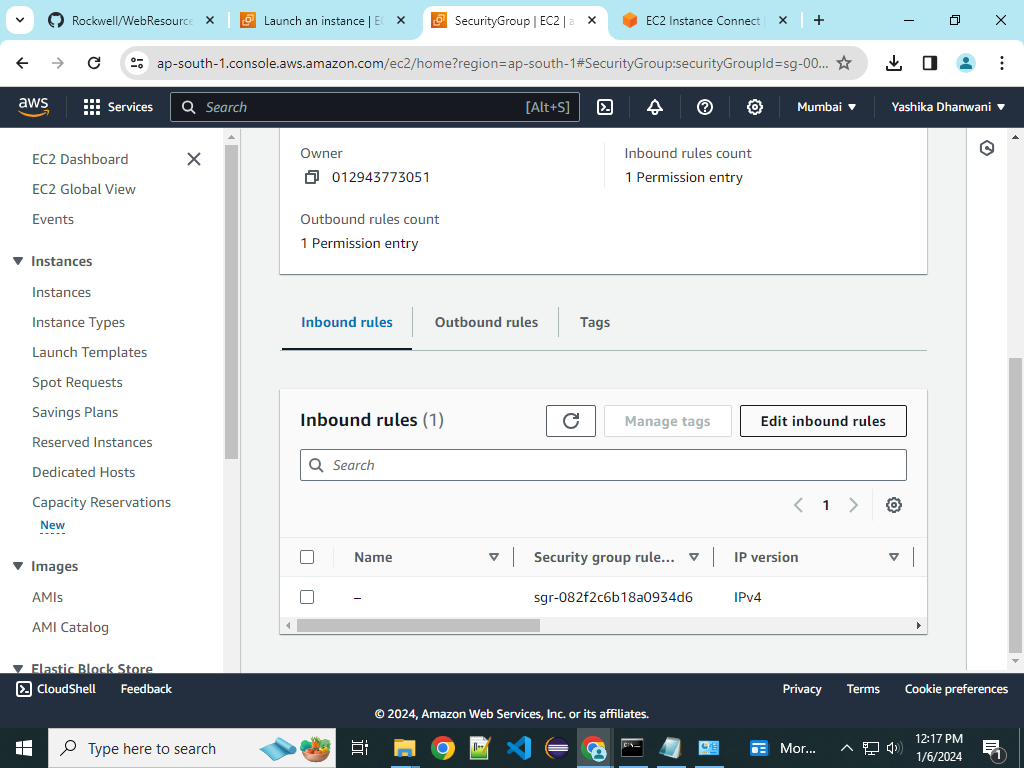 Rockwell/WebResource
Launch an instance | EC
SecurityGroup | EC2 | a
EC2 Instance Connect
ap-south-1.console.aws.amazon.com/ec2/home?region=ap-south-1#SecurityGroup:securityGroupId=sg-00...
aws
Services
Search
[Alt+S]
Mumbai
Yashika Dhanwani
EC2 Dashboard
EC2 Global View
Events
Instances
Instances
Instance Types
Launch Templates
Spot Requests
Savings Plans
Reserved Instances
Dedicated Hosts
Capacity Reservations
New
Images
AMIs
AMI Catalog
Elastic Block Store
Owner
012943773051
Inbound rules count
1 Permission entry
Outbound rules count
1 Permission entry
Inbound rules
Outbound rules
Tags
Inbound rules (1)
Manage tags
Edit inbound rules
Search
1
Name
Security group rule...
IP version
–
sgr-082f2c6b18a0934d6
IPv4
CloudShell
Feedback
Privacy
Terms
Cookie preferences
© 2024, Amazon Web Services, Inc. or its affiliates.
Type here to search
Mor...
12:17 PM
1/6/2024
1